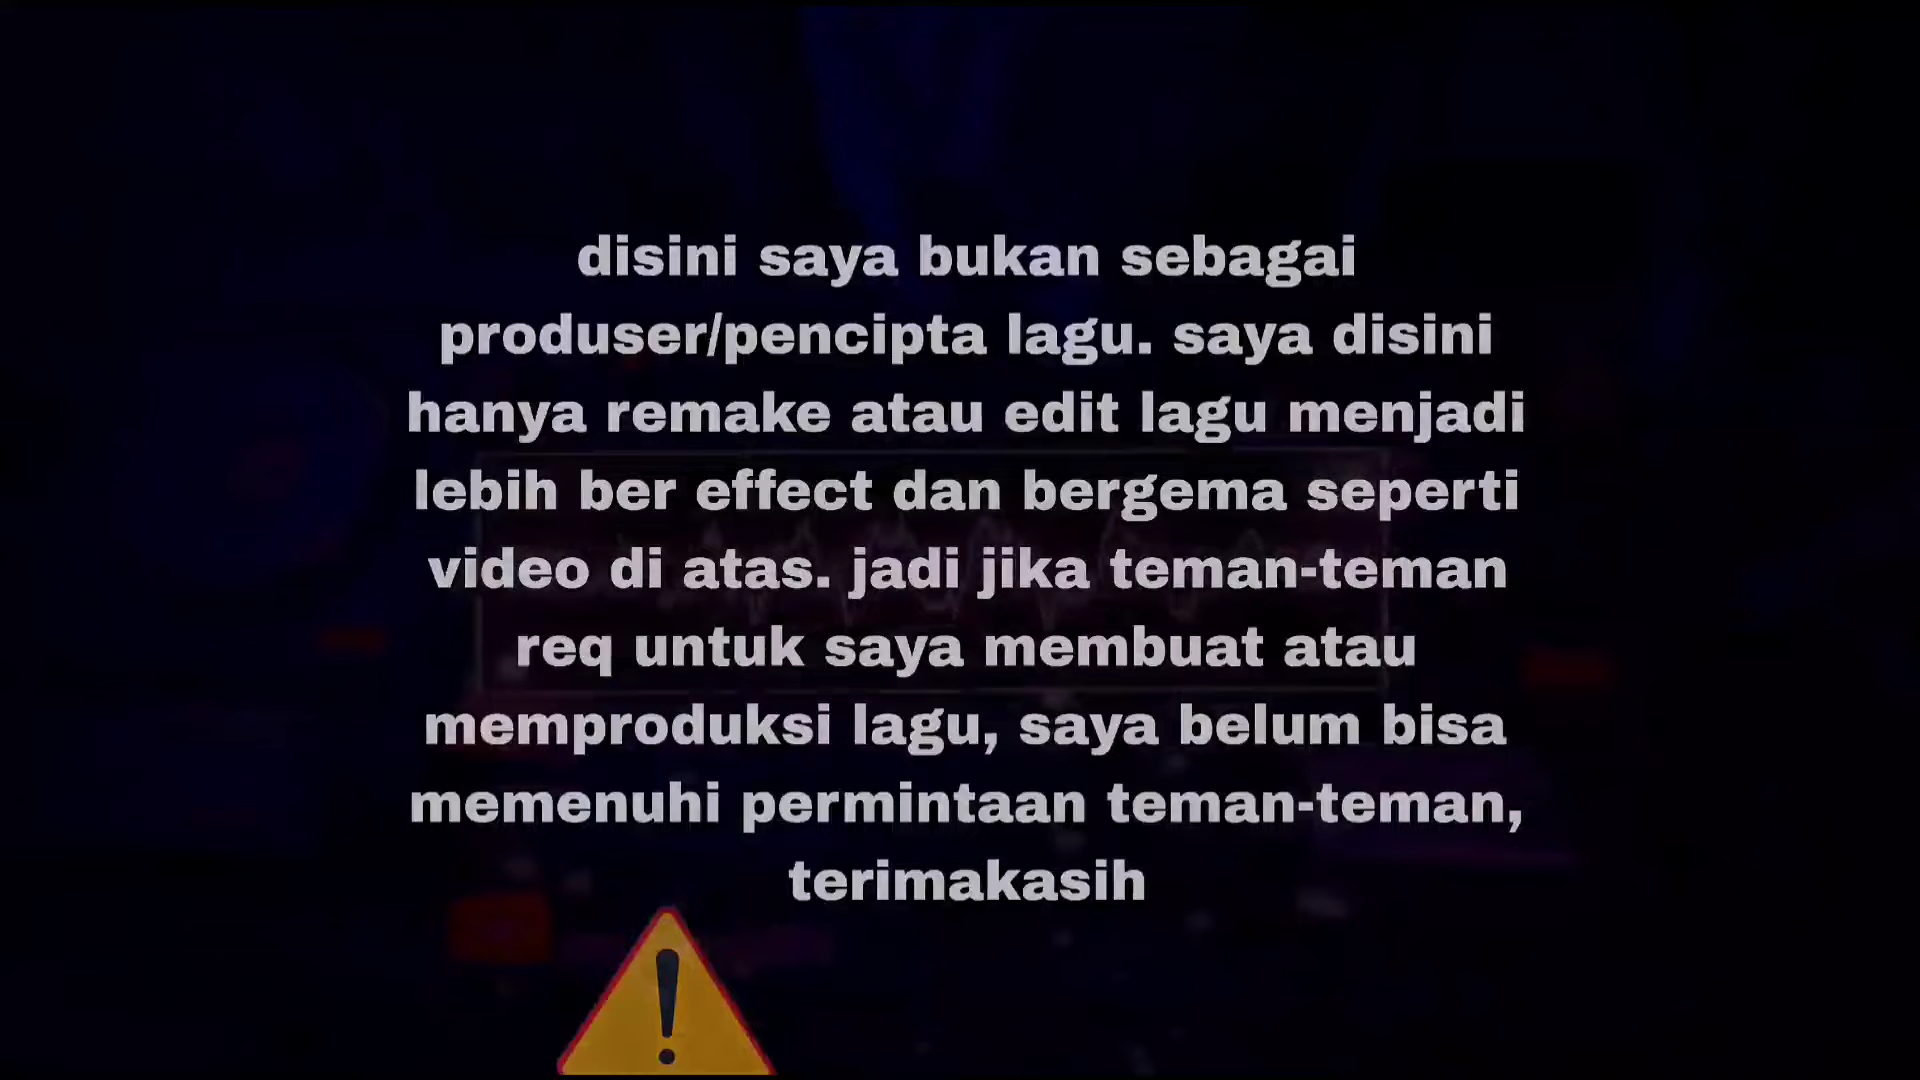 disini saya bukan sebagai
produser/pencipta lagu. saya disini
hanya remake atau edit lagu menjadi
lebih ber effect dan bergema seperti
video di atas. jadi jika teman-teman
req untuk saya membuat atau
memproduksi lagu, saya belum bisa
memenuhi permintaan teman-teman,
terimakasih